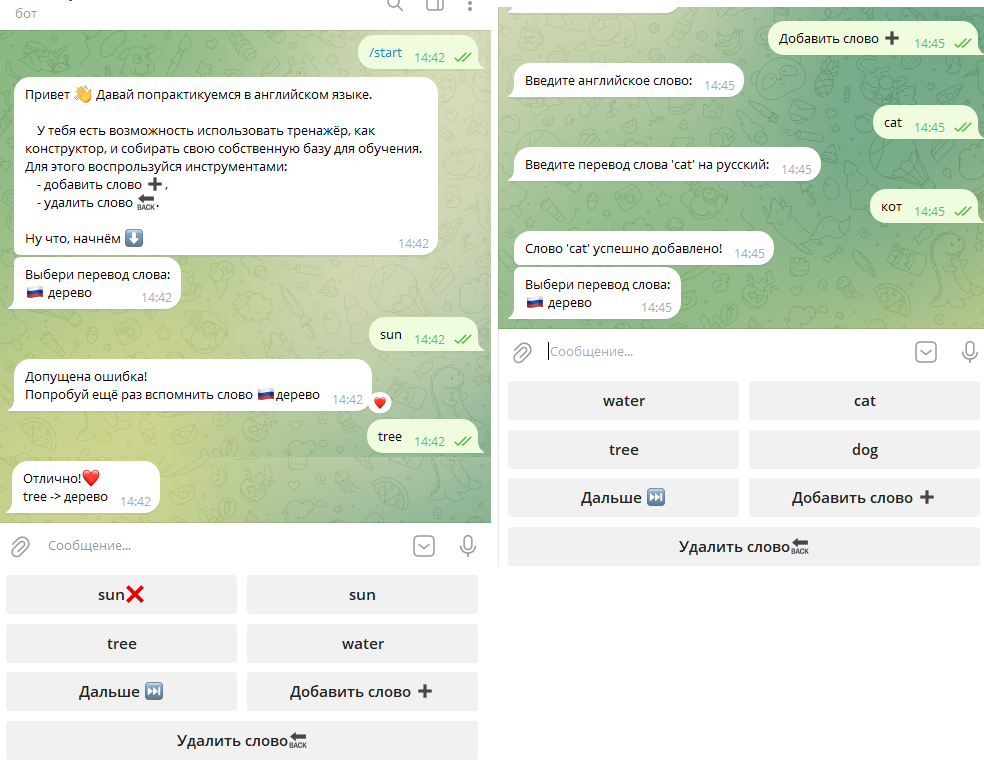 бот
/start 14:42
Привет 👋 Давай попрактикуемся в английском языке.
У тебя есть возможность использовать тренажёр, как
конструктор, и собирать свою собственную базу для обучения.
Для этого воспрользуйся инструментами:
- добавить слово ➕,
- удалить слово 🔙.
Ну что, начнём ⬇️
14:42
Выбери перевод слова:
🇷🇺 дерево 14:42
sun 14:42
Допущена ошибка!
Попробуй ещё раз вспомнить слово 🇷🇺дерево 14:42
❤️
tree 14:42
Отлично!❤️
tree -> дерево 14:42
Сообщение...
sun❌ sun
tree water
Дальше ⏭️ Добавить слово ➕
Удалить слово🔙
Добавить слово ➕ 14:45
Введите английское слово: 14:45
cat 14:45
Введите перевод слова 'cat' на русский: 14:45
кот 14:45
Слово 'cat' успешно добавлено! 14:45
Выбери перевод слова:
🇷🇺 дерево 14:45
Сообщение...
water cat
tree dog
Дальше ⏭️ Добавить слово ➕
Удалить слово🔙